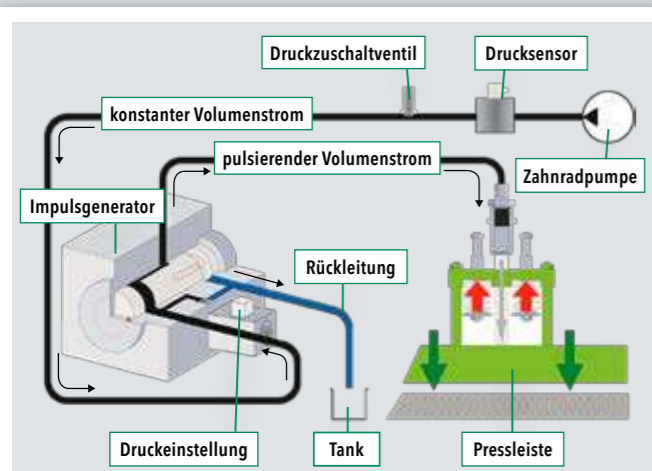 Druckzuschaltventil
Drucksensor
konstanter Volumenstrom
pulsierender Volumenstrom
Zahnradpumpe
Impulsgenerator
Rückleitung
Druckeinstellung
Tank
Pressleiste